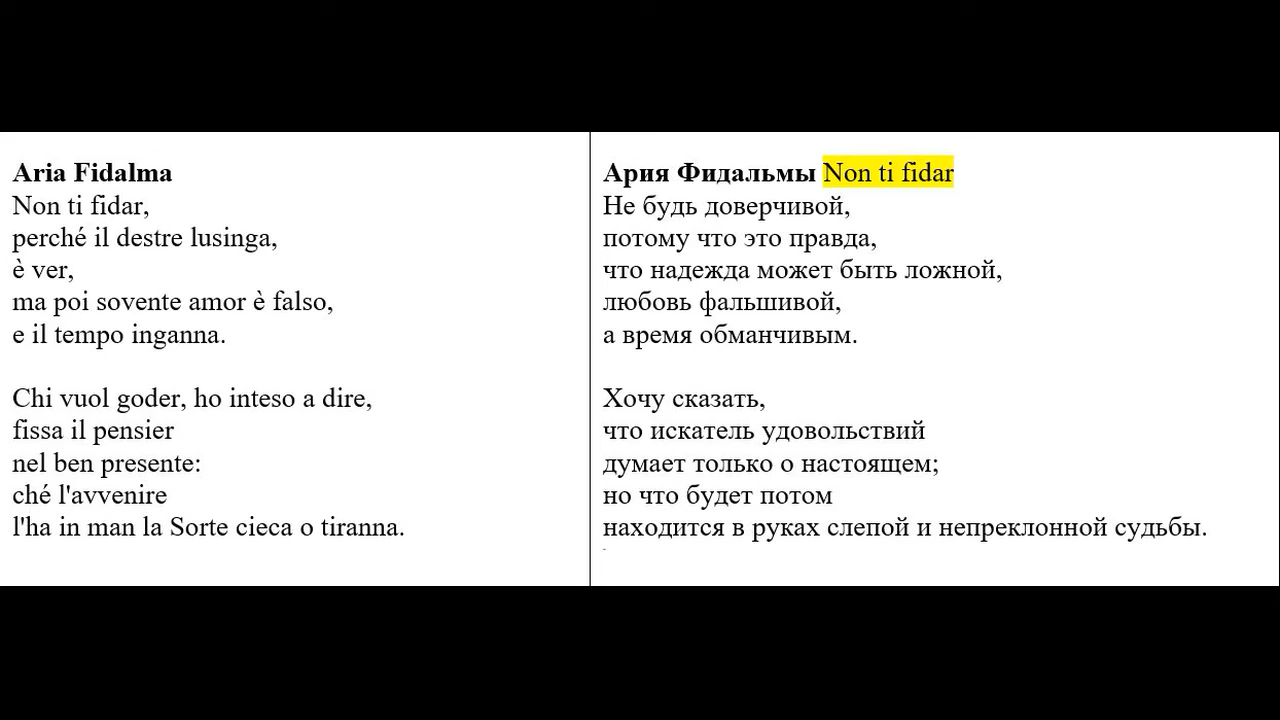 Aria Fidalma
Non ti fidar,
perché il destre lusinga,
è ver,
ma poi sovente amor è falso,
e il tempo inganna.
Chi vuol goder, ho inteso a dire,
fissa il pensier
nel ben presente:
ché l'avvenire
l'ha in man la Sorte cieca o tiranna.
Ария Фидальмы Non ti fidar
Не будь доверчивой,
потому что это правда,
что надежда может быть ложной,
любовь фальшивой,
а время обманчивым.
Хочу сказать,
что искатель удовольствий
думает только о настоящем;
но что будет потом
находится в руках слепой и непреклонной судьбы.